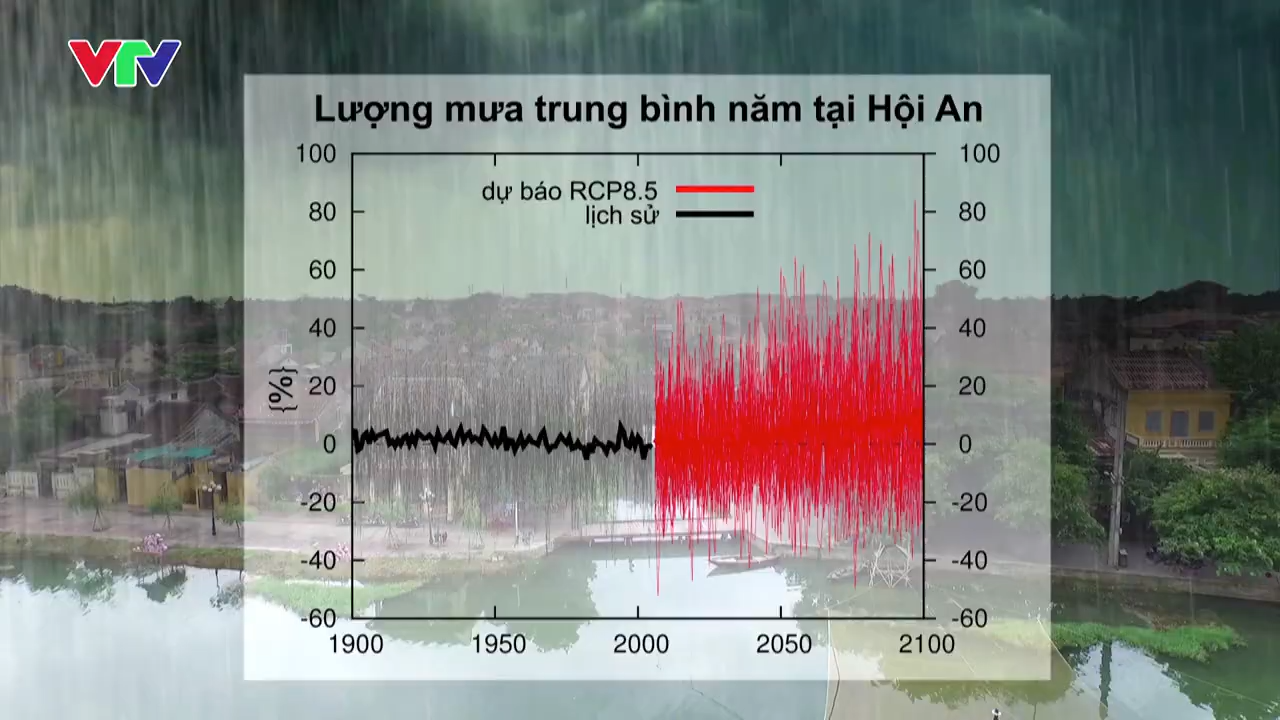 VTV
Lượng mưa trung bình năm tại Hội An
100 100
dự báo RCP8.5
lịch sử
80 80
60 60
40 40
20 20
{%}
0 0
-20 -20
-40 -40
-60 -60
1900 1950 2000 2050 2100